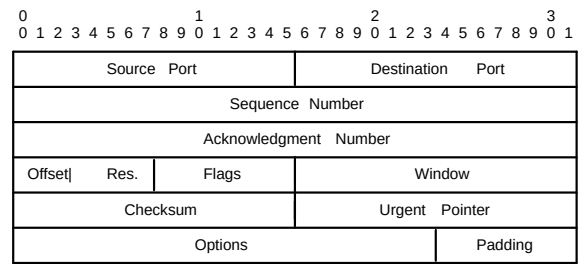 0 1 2 3
0 1 2 3 4 5 6 7 8 9 0 1 2 3 4 5 6 7 8 9 0 1 2 3 4 5 6 7 8 9 0 1
Source Port Destination Port
Sequence Number
Acknowledgment Number
Offset| Res. Flags Window
Checksum Urgent Pointer
Options Padding